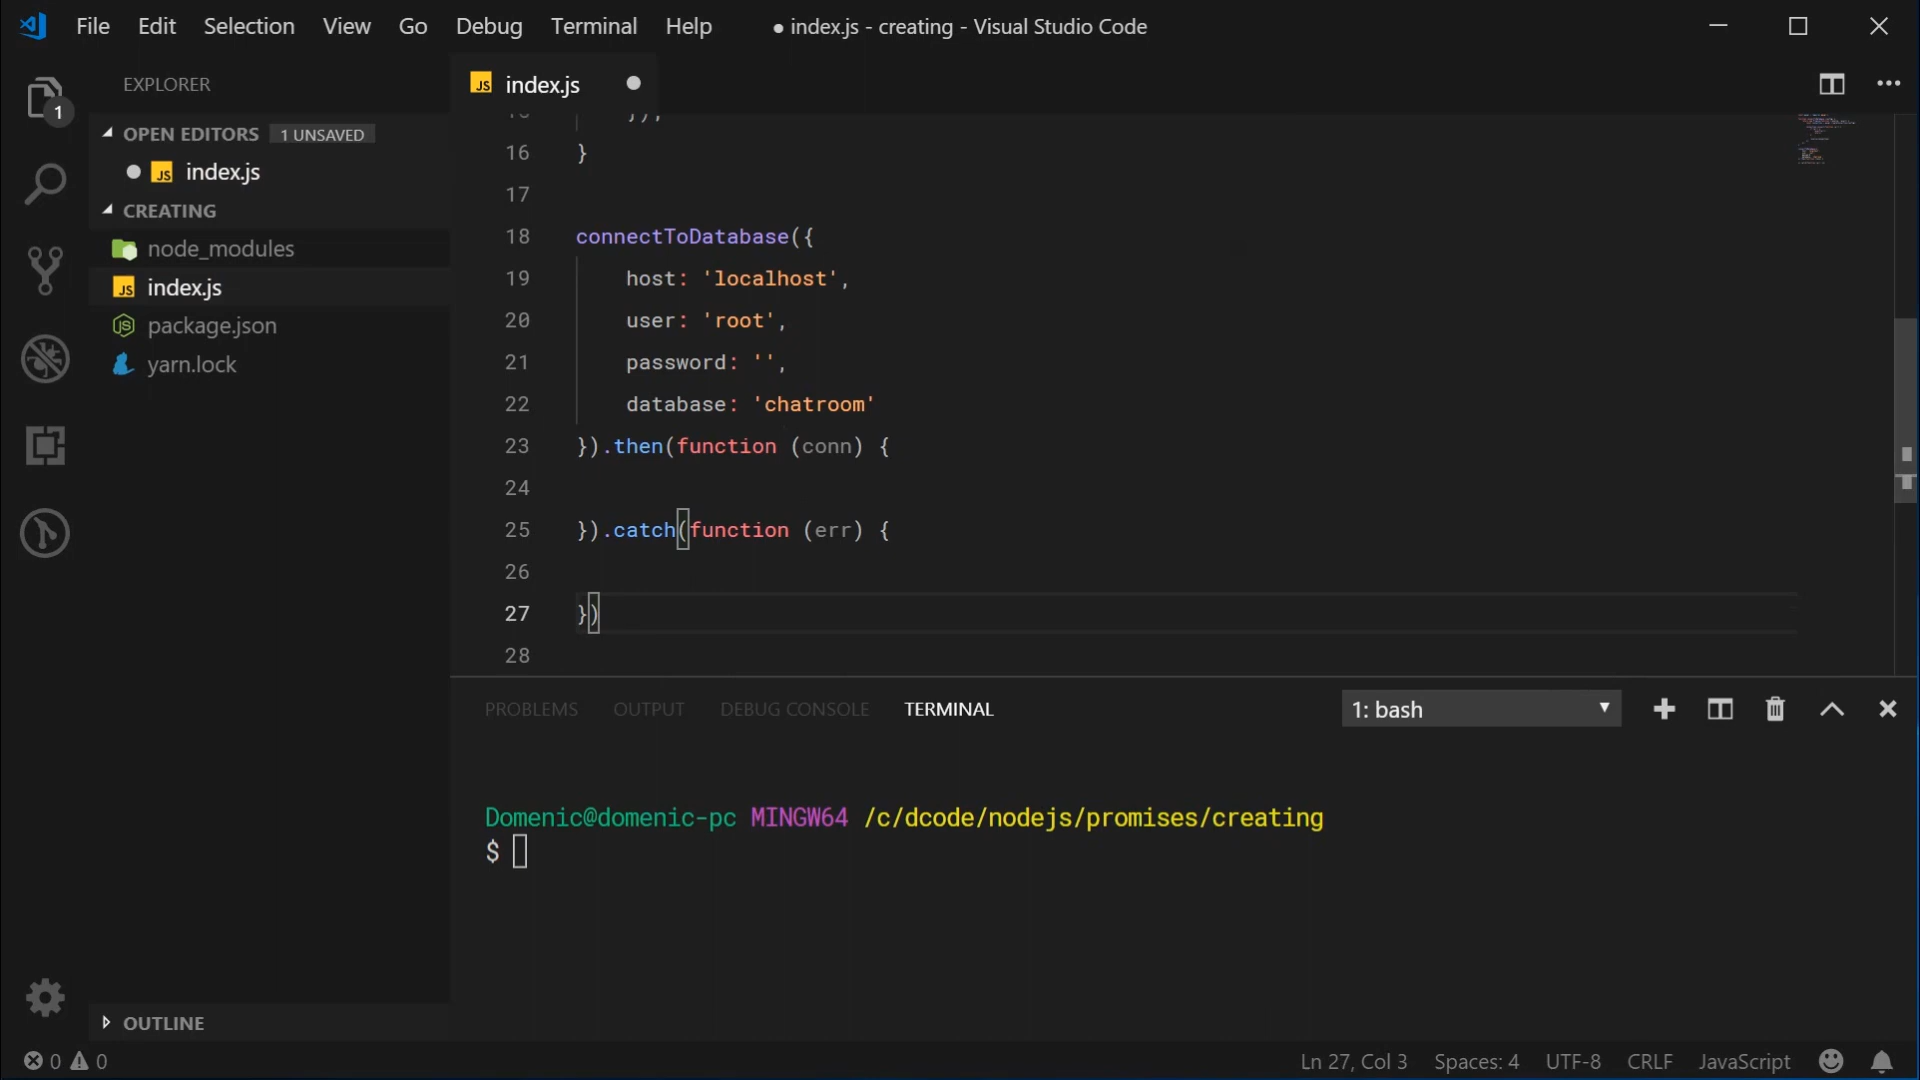 File Edit Selection View Go Debug Terminal Help ● index.js - creating - Visual Studio Code
EXPLORER
JS index.js
1
OPEN EDITORS 1 UNSAVED
JS index.js
CREATING
node_modules
JS index.js
package.json
yarn.lock
});
16 }
17
18 connectToDatabase({
19 host: 'localhost',
20 user: 'root',
21 password: '',
22 database: 'chatroom'
23 }).then(function (conn) {
24
25 }).catch(function (err) {
26
27 })
28
PROBLEMS OUTPUT DEBUG CONSOLE TERMINAL 1: bash
Domenic@domenic-pc MINGW64 /c/dcode/nodejs/promises/creating
$
OUTLINE
0 0 Ln 27, Col 3 Spaces: 4 UTF-8 CRLF JavaScript